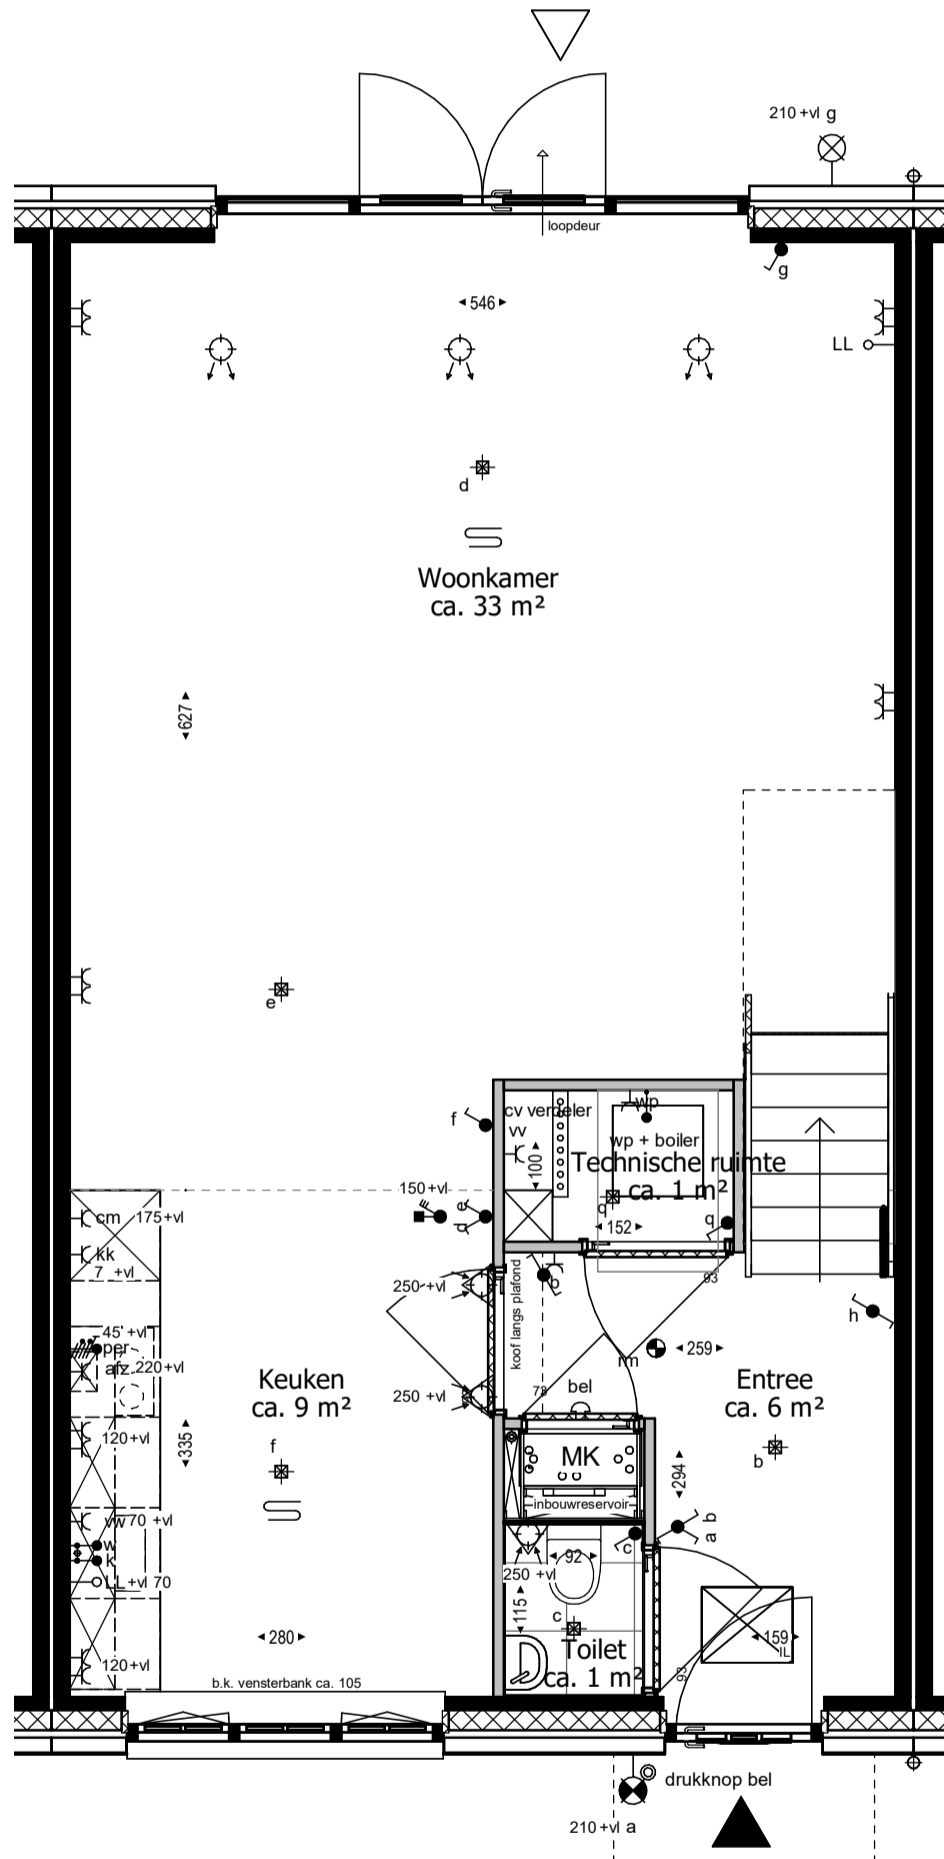 210 +vl g
loopdeur
g
546
LL
d
Woonkamer
ca. 33 m²
627
e
f
cv verdeler
wp
vv
wp + boiler
100
Technische ruimte
ca. 1 m²
150 +vl
e
d
q
q
152
cm
175+vl
kk
7 +vl
250 +vl
koof langs plafond
b
93
h
45 +vl
per
afz
220+vl
rm
259
Keuken
ca. 9 m²
250 +vl
73
bel
Entree
ca. 6 m²
120+vl
335
f
MK
b
294
inbouwreservoir
vw
70 +vl
w
k
LL
+vl 70
c
a b
92
250 +vl
115
c
Toilet
ca. 1 m²
120+vl
280
159
93
b.k. vensterbank ca. 105
drukknop bel
210 +vl a